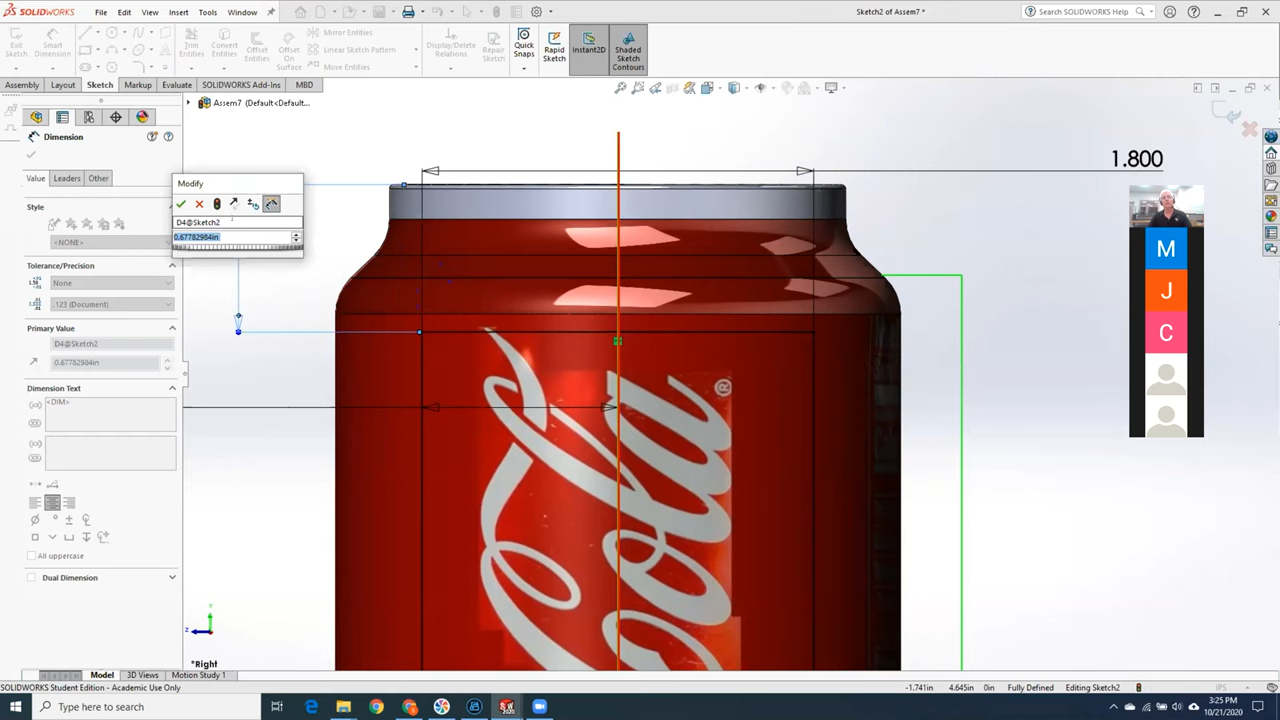 SOLIDWORKS File Edit View Insert Tools Window Sketch2 of Assem7 * Search SOLIDWORKS Help
Exit Sketch Smart Dimension Trim Entities Convert Entities Offset Entities Offset On Surface Mirror Entities Linear Sketch Pattern Move Entities Display/Delete Relations Repair Sketch Quick Snaps Rapid Sketch Instant2D Shaded Sketch Contours
Assembly Layout Sketch Markup Evaluate SOLIDWORKS Add-Ins MBD
Assem7 (Default<Default...
Dimension
Value Leaders Other
Style
<NONE>
Tolerance/Precision
None
.123 (Document)
Primary Value
D4@Sketch2
0.67782984in
Dimension Text
<DIM>
All uppercase
Dual Dimension
Modify
D4@Sketch2
0.67782984in
1.800
M
J
C
Coca Cola ®
Y
Z
*Right
Model 3D Views Motion Study 1
SOLIDWORKS Student Edition - Academic Use Only -1.741in 4.645in 0in Fully Defined Editing Sketch2 IPS
Type here to search
SW 2020
3:25 PM
10/21/2020